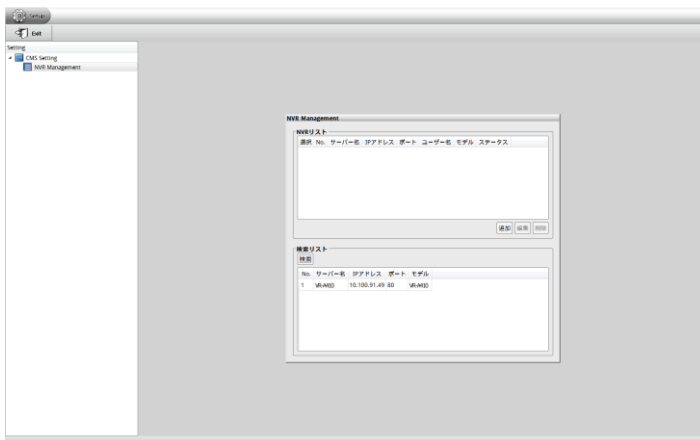 Setup
Exit
Setting
CMS Setting
NVR Management
NVR Management
NVRリスト
選択 No. サーバー名 IPアドレス ポート ユーザー名 モデル ステータス
追加 編集
検索リスト
検索
No. サーバー名 IPアドレス ポート モデル
1 10.100.91.49 80